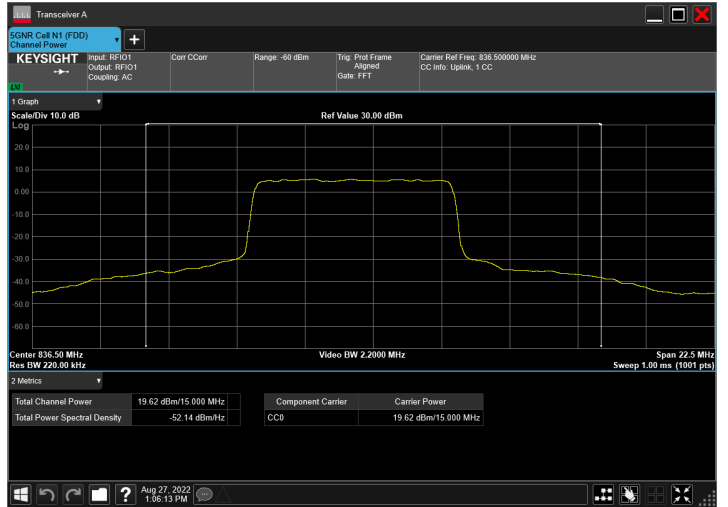 Transceiver A
5GNR Cell N1 (FDD)
Channel Power
KEYSIGHT
Input: RFIO1
Output: RFIO1
Coupling: AC
Corr CCorr
Range: -60 dBm
Trig: Prot Frame
Aligned
Gate: FFT
Carrier Ref Freq: 836.500000 MHz
CC Info: Uplink, 1 CC
LXI
1 Graph
Scale/Div 10.0 dB
Ref Value 30.00 dBm
Log
20.0
10.0
0.00
-10.0
-20.0
-30.0
-40.0
-50.0
-60.0
Center 836.50 MHz
Video BW 2.2000 MHz
Span 22.5 MHz
Res BW 220.00 kHz
Sweep 1.00 ms (1001 pts)
2 Metrics
Total Channel Power 19.62 dBm/15.000 MHz
Total Power Spectral Density -52.14 dBm/Hz
Component Carrier Carrier Power
CC0 19.62 dBm/15.000 MHz
Aug 27, 2022
1:06:13 PM